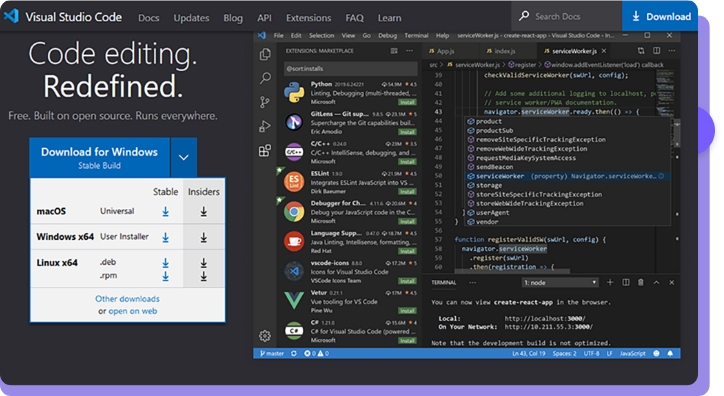 Visual Studio Code Docs Updates Blog API Extensions FAQ Learn Search Docs Download
Code editing.
Redefined.
Free. Built on open source. Runs everywhere.
Download for Windows
Stable Build
Stable Insiders
macOS Universal
Windows x64 User Installer
Linux x64 .deb
.rpm
Other downloads
or open on web
File Edit Selection View Go Debug Terminal Help serviceWorker.js - create-react-app - Visual Studio Code - In...
EXTENSIONS: MARKETPLACE
@sort:installs
Python 2019.6.24221 54.9M 4.5
Linting, Debugging (multi-threaded, ...
Microsoft Install
GitLens — Git sup... 9.8.5 23.1M 5
Supercharge the Git capabilities buil...
Eric Amodio Install
C/C++ 0.24.0 23M 3.5
C/C++ IntelliSense, debugging, and ...
Microsoft Install
ESLint 1.9.1 21.9M 4.5
Integrates ESLint JavaScript into VS ...
Dirk Baeumer Install
Debugger for Ch... 4.11.6 20.6M 4
Debug your JavaScript code in the C...
Microsoft Install
Language Supp... 0.47.0 18.7M 4.5
Java Linting, Intellisense, formatting, ...
Red Hat Install
vscode-icons 8.8.0 17.2M 5
Icons for Visual Studio Code
VSCode Icons Team Install
Vetur 0.21.1 17M 4.5
Vue tooling for VS Code
Pine Wu Install
C# 1.21.0 15.6M 4
C# for Visual Studio Code (powered ...
Microsoft Install
App.js index.js serviceWorker.js
src serviceWorker.js register window.addEventListener('load') callback
39 checkValidServiceWorker(swUrl, config);
40
41 // Add some additional logging to localhost, p
42 // service worker/PWA documentation.
43 navigator.serviceWorker.ready.then(() => {
product
productSub
removeSiteSpecificTrackingException
removeWebWideTrackingException
requestMediaKeySystemAccess
sendBeacon
serviceWorker (property) Navigator.serviceWorke...
storage
storeSiteSpecificTrackingException
storeWebWideTrackingException
userAgent
vendor
54 }
55 }
56
57 function registerValidSW(swUrl, config) {
58 navigator.serviceWorker
59 .register(swUrl)
60 .then(registration => {
TERMINAL ... 1: node
You can now view create-react-app in the browser.
Local: http://localhost:3000/
On Your Network: http://10.211.55.3:3000/
Note that the development build is not optimized.
master 0 0 Ln 43, Col 19 Spaces: 2 UTF-8 LF JavaScript